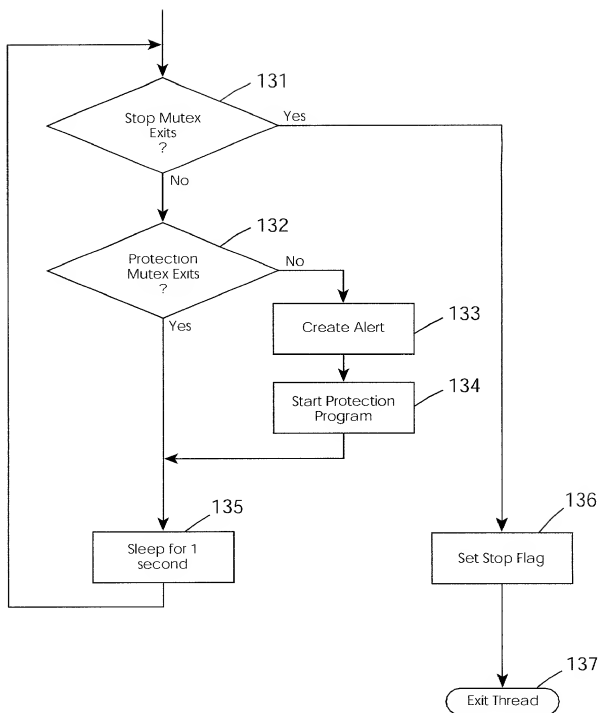 131
Stop Mutex
Exits
?
Yes
No
132
Protection
Mutex Exits
?
No
Yes
133
Create Alert
134
Start Protection
Program
135
Sleep for 1
second
136
Set Stop Flag
137
Exit Thread